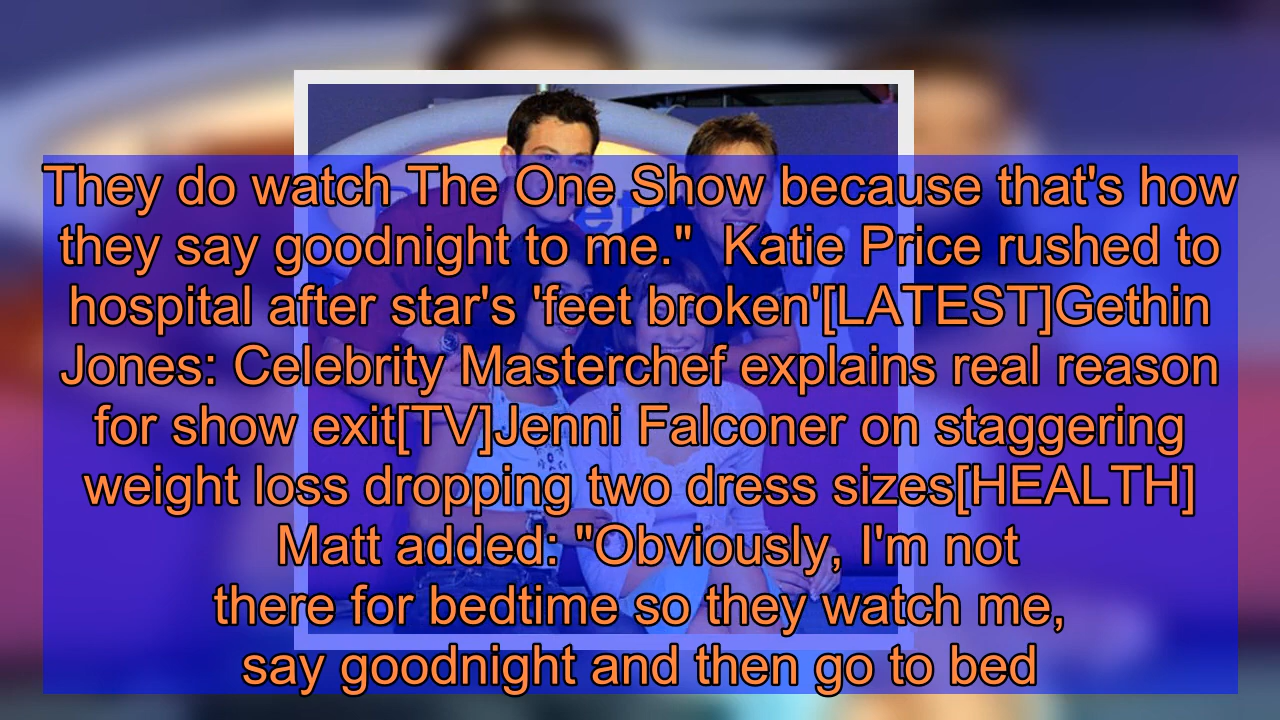 They do watch The One Show because that's how
they say goodnight to me."  Katie Price rushed to
hospital after star's 'feet broken'[LATEST]Gethin
Jones: Celebrity Masterchef explains real reason
for show exit[TV]Jenni Falconer on staggering
weight loss dropping two dress sizes[HEALTH]
Matt added: "Obviously, I'm not
there for bedtime so they watch me,
say goodnight and then go to bed